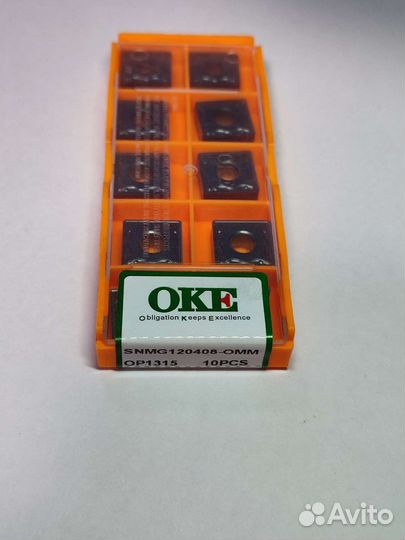 OKE
Obligation Keeps Excellence
SNMG120408-OMM
OP1315 10PCS
Avito